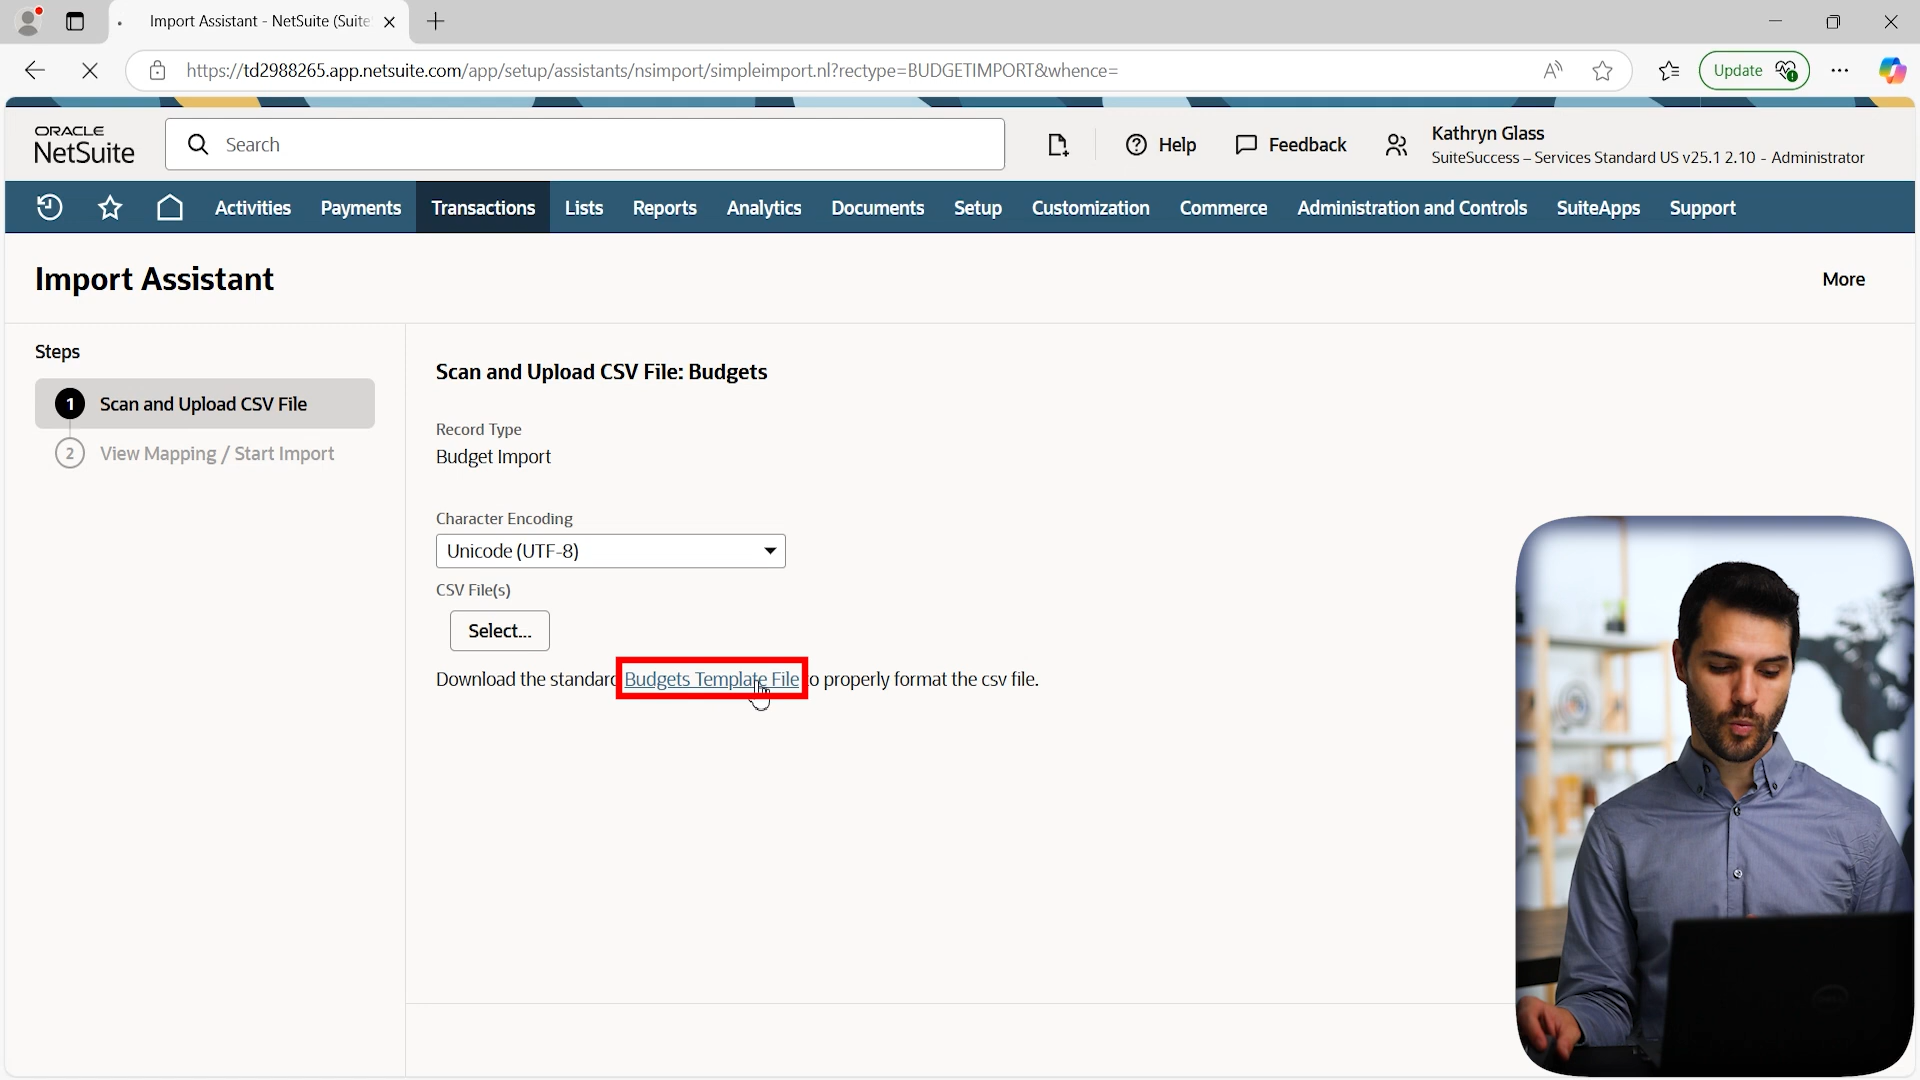 Import Assistant - NetSuite (Suite
https://td2988265.app.netsuite.com/app/setup/assistants/nsimport/simpleimport.nl?rectype=BUDGETIMPORT&whence=
Update
ORACLE
NetSuite
Search
Help
Feedback
Kathryn Glass
SuiteSuccess – Services Standard US v25.1 2.10 - Administrator
Activities Payments Transactions Lists Reports Analytics Documents Setup Customization Commerce Administration and Controls SuiteApps Support
Import Assistant
More
Steps
1 Scan and Upload CSV File
2 View Mapping / Start Import
Scan and Upload CSV File: Budgets
Record Type
Budget Import
Character Encoding
Unicode (UTF-8)
CSV File(s)
Select...
Download the standard Budgets Template File to properly format the csv file.